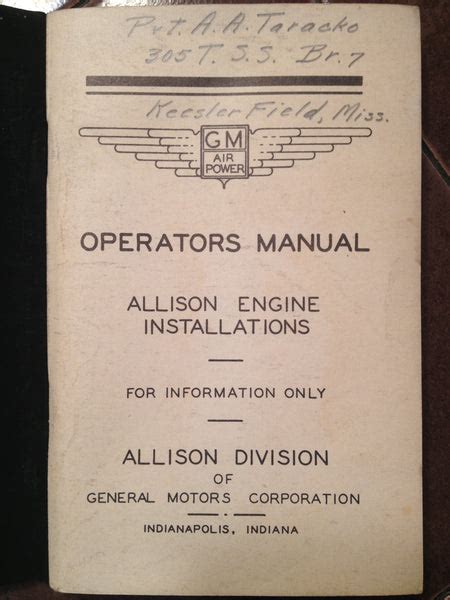 Pvt. A. A. Taracko
305 T. S. S. Br. 7
Keesler Field, Miss.
GM
AIR
POWER
OPERATORS MANUAL
ALLISON ENGINE
INSTALLATIONS
FOR INFORMATION ONLY
ALLISON DIVISION
OF
GENERAL MOTORS CORPORATION
INDIANAPOLIS, INDIANA